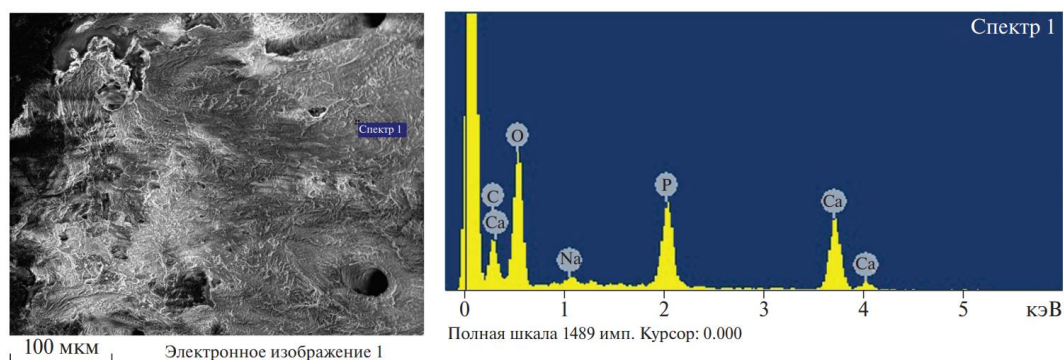 Спектр 1
100 мкм
Электронное изображение 1
Спектр 1
C
Ca
O
Na
P
Ca
Ca
0 1 2 3 4 5 кэВ
Полная шкала 1489 имп. Курсор: 0.000